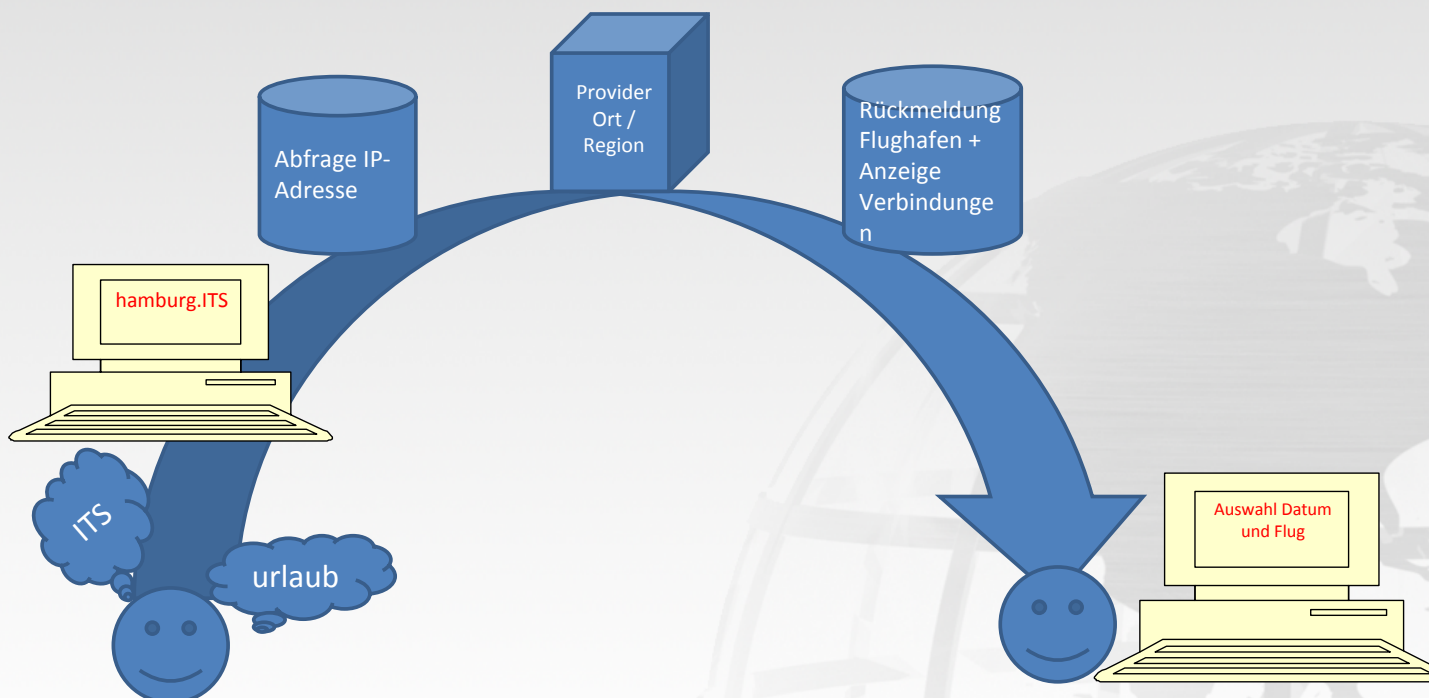 Provider
Ort /
Region
Abfrage IP-
Adresse
Rückmeldung
Flughafen +
Anzeige
Verbindunge
n
hamburg.ITS
ITS
urlaub
Auswahl Datum
und Flug